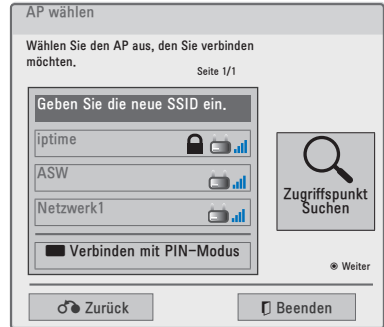 AP wählen
Wählen Sie den AP aus, den Sie verbinden
möchten.
Seite 1/1
Geben Sie die neue SSID ein.
iptime
ASW
Netzwerk1
Verbinden mit PIN-Modus
Zugriffspunkt
Suchen
Weiter
Zurück
Beenden